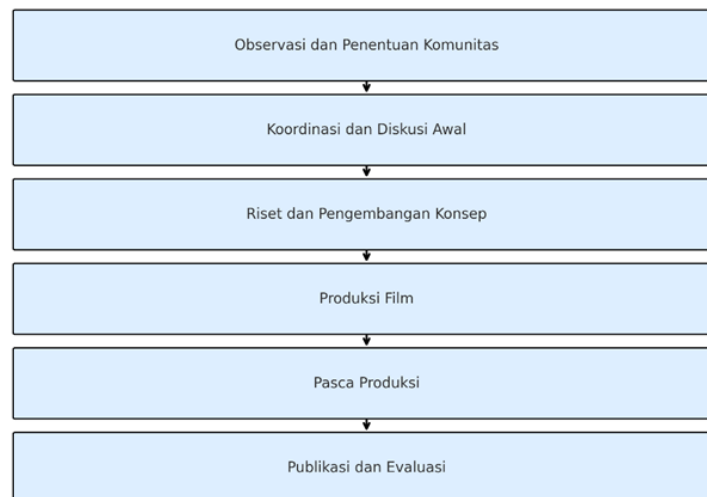 Observasi dan Penentuan Komunitas
Koordinasi dan Diskusi Awal
Riset dan Pengembangan Konsep
Produksi Film
Pasca Produksi
Publikasi dan Evaluasi